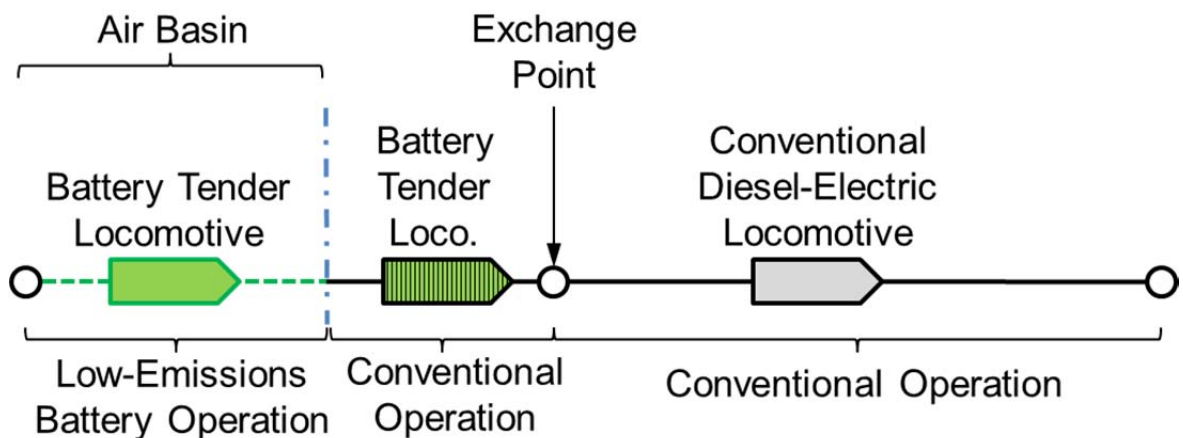 Air Basin
Exchange
Point
Battery Tender
Locomotive
Battery
Tender
Loco.
Conventional
Diesel-Electric
Locomotive
Low-Emissions
Battery Operation
Conventional
Operation
Conventional Operation